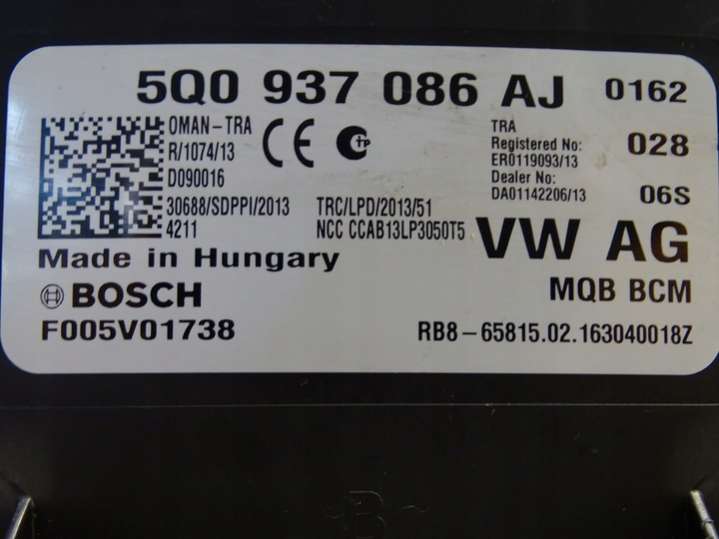 5Q0 937 086 AJ 0162
OMAN-TRA
R/1074/13
D090016
30688/SDPPI/2013
4211
CE
TP
TRC/LPD/2013/51
NCC CCAB13LP3050T5
TRA
Registered No:
ER0119093/13
Dealer No:
DA01142206/13
028
06S
VW AG
Made in Hungary
MQB BCM
BOSCH
F005V01738
RB8-65815.02.163040018Z
B